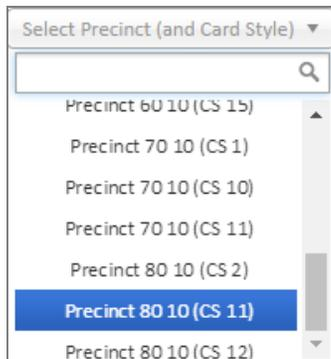 Select Precinct (and Card Style)
Precinct 60 10 (CS 15)
Precinct 70 10 (CS 1)
Precinct 70 10 (CS 10)
Precinct 70 10 (CS 11)
Precinct 80 10 (CS 2)
Precinct 80 10 (CS 11)
Precinct 80 10 (CS 12)